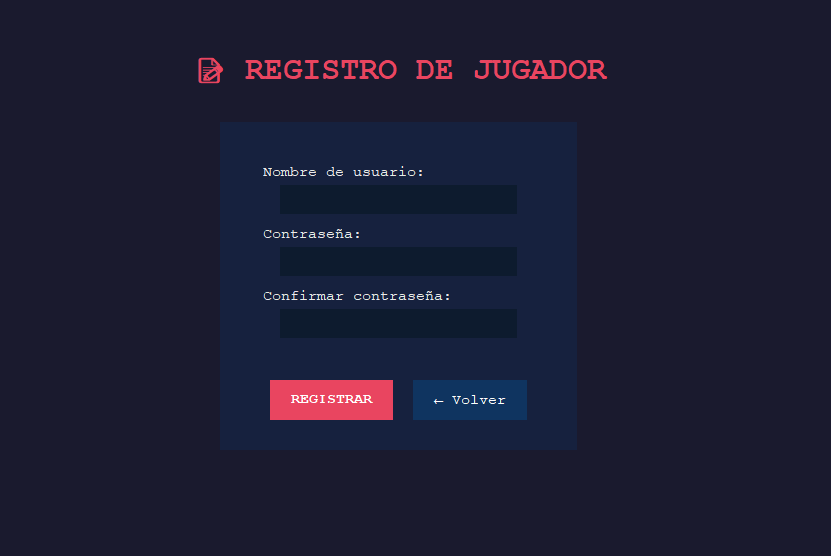 REGISTRO DE JUGADOR
Nombre de usuario:
Contraseña:
Confirmar contraseña:
REGISTRAR
← Volver